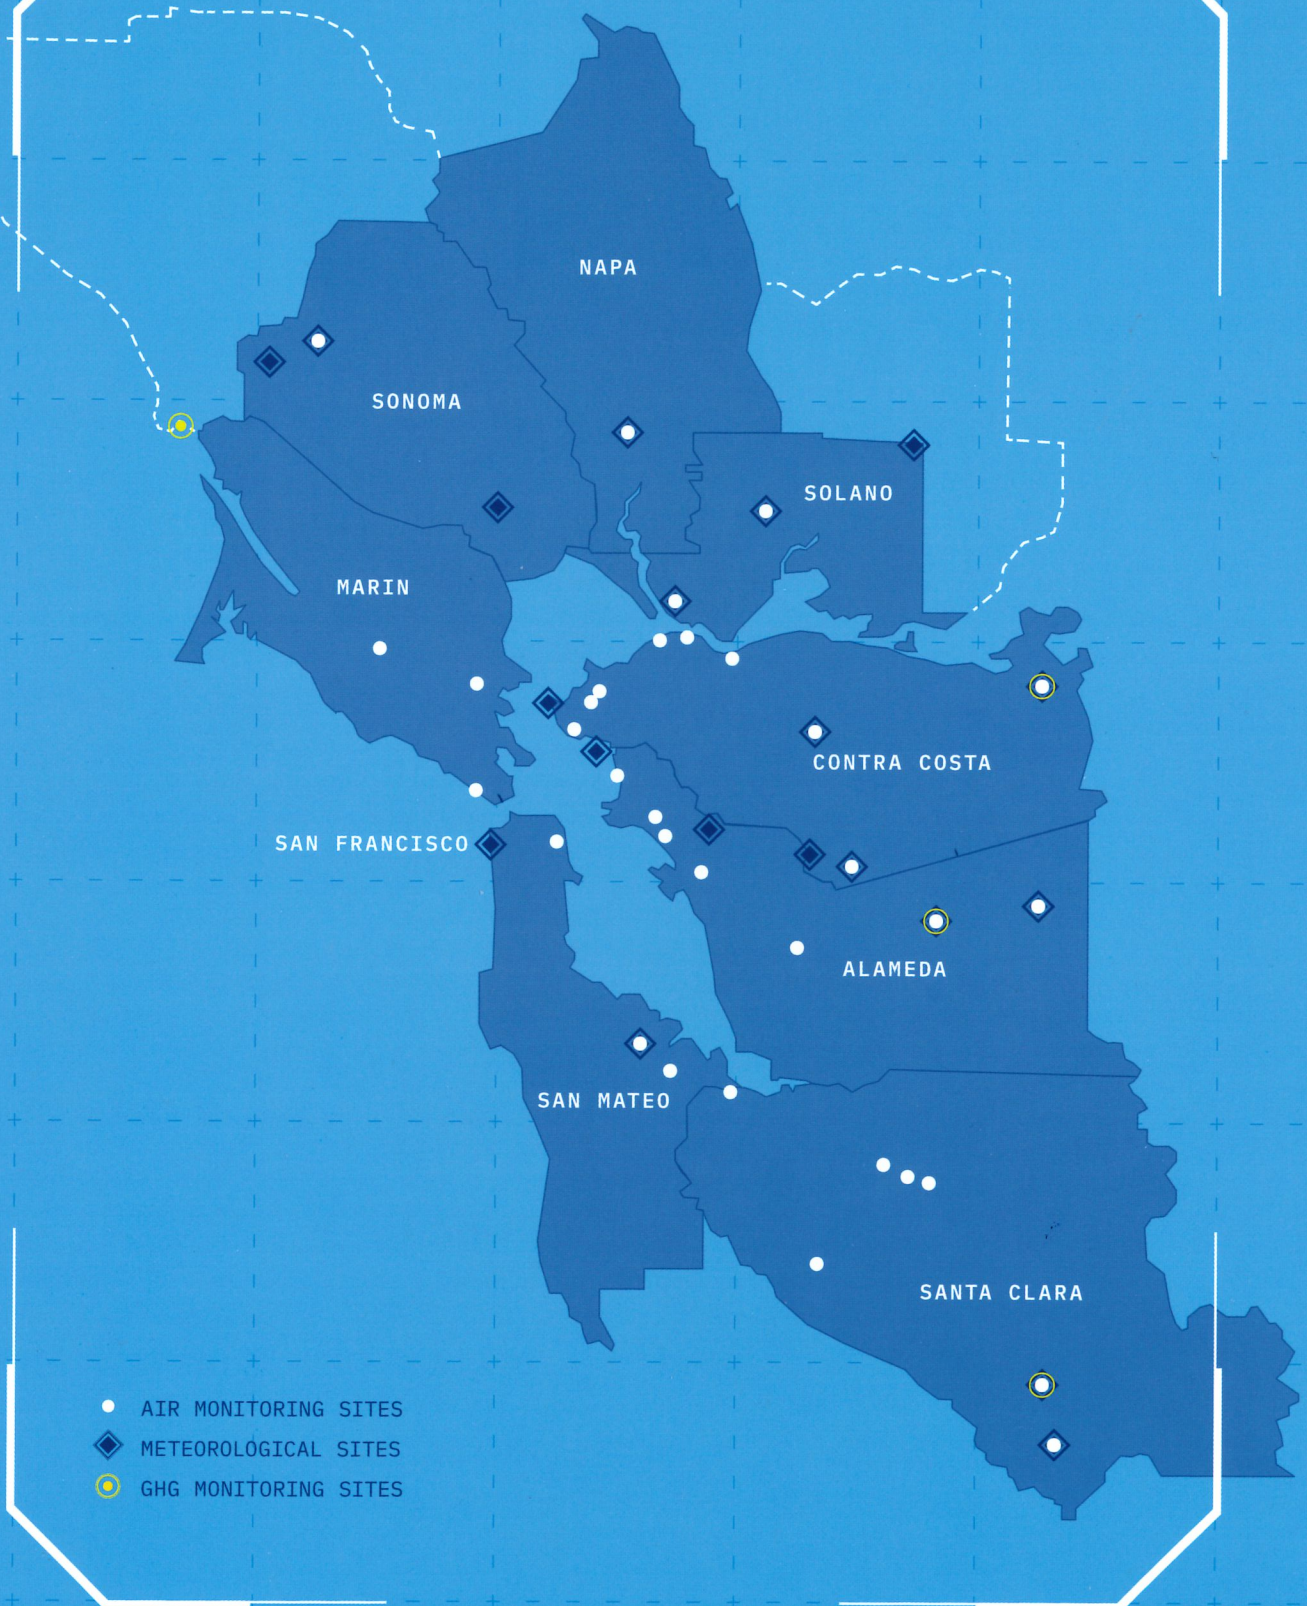 NAPA
SONOMA
SOLANO
MARIN
CONTRA COSTA
SAN FRANCISCO
ALAMEDA
SAN MATEO
SANTA CLARA
AIR MONITORING SITES
METEOROLOGICAL SITES
GHG MONITORING SITES